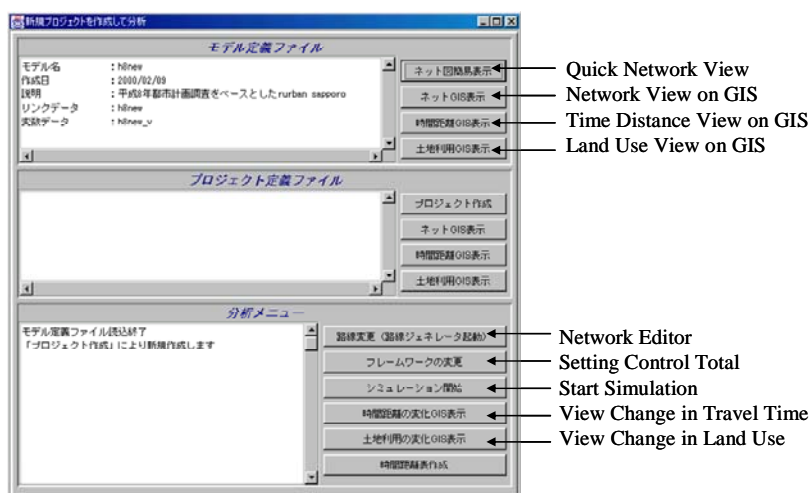 新規プロジェクトを作成して分析
モデル定義ファイル
モデル名 : h8new
作成日 : 2000/02/09
説明 : 平成8年都市計画調査をベースとしたrurban sapporo
リンクデータ : h8new
変数データ : h8new_v
ネット図簡易表示
ネットGIS表示
時間距離GIS表示
土地利用GIS表示
Quick Network View
Network View on GIS
Time Distance View on GIS
Land Use View on GIS
プロジェクト定義ファイル
プロジェクト作成
ネットGIS表示
時間距離GIS表示
土地利用GIS表示
分析メニュー
モデル定義ファイル読込終了
「プロジェクト作成」により新規作成します
路線変更（路線ジェネレータ起動）
フレームワークの変更
シミュレーション開始
時間距離の変化GIS表示
土地利用の変化GIS表示
時間距離表作成
Network Editor
Setting Control Total
Start Simulation
View Change in Travel Time
View Change in Land Use